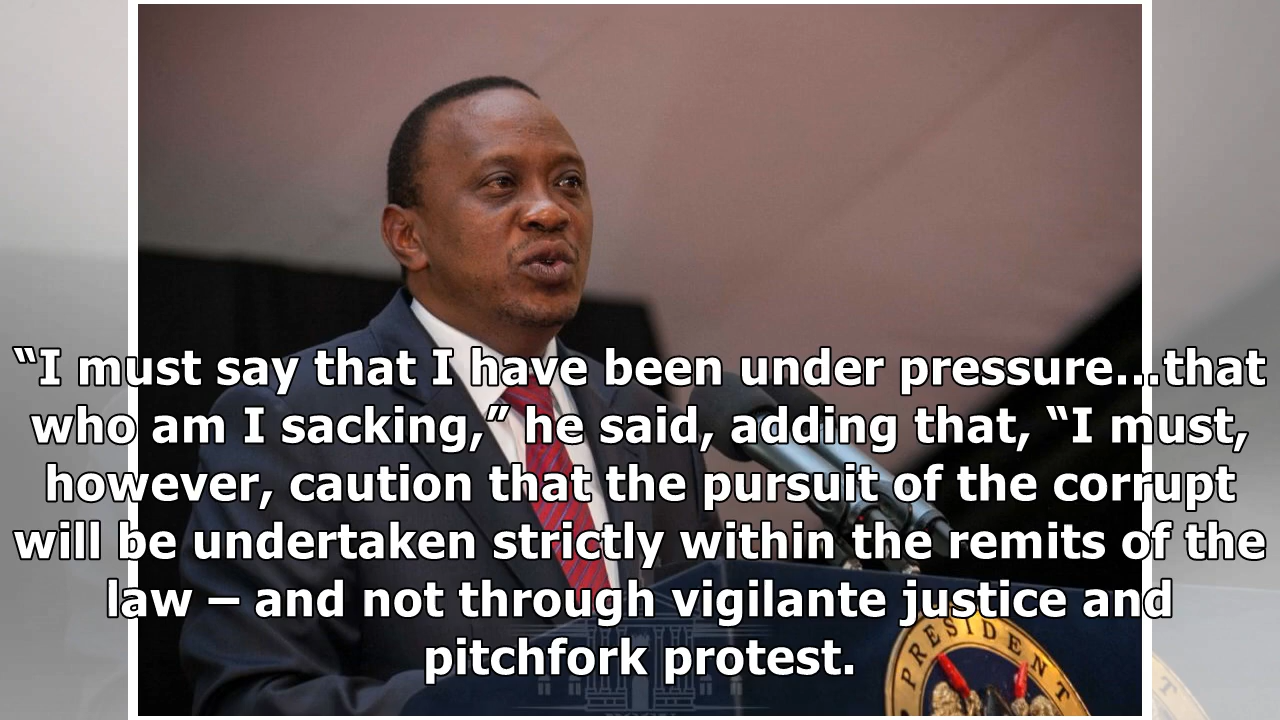 “I must say that I have been under pressure...that
who am I sacking,” he said, adding that, “I must,
however, caution that the pursuit of the corrupt
will be undertaken strictly within the remits of the
law – and not through vigilante justice and
pitchfork protest.
PRESIDENT